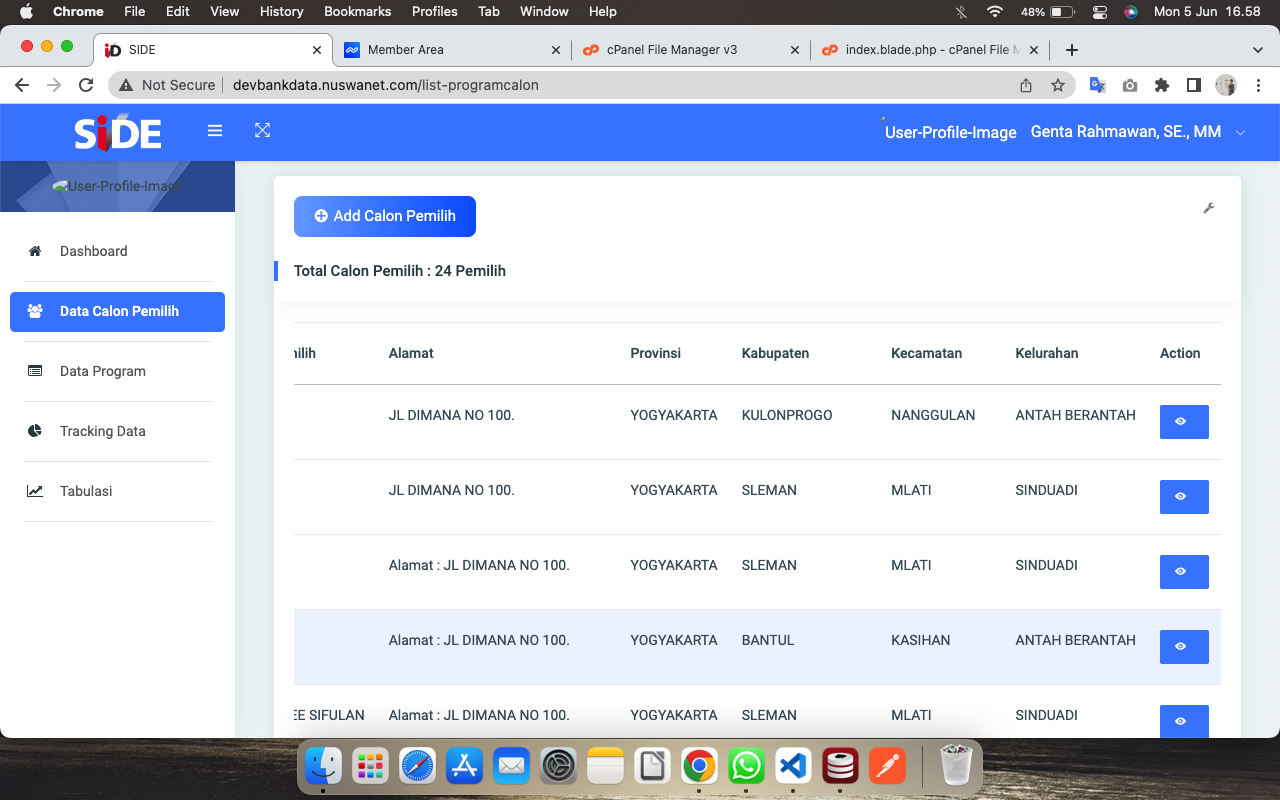 Chrome File Edit View History Bookmarks Profiles Tab Window Help 48% Mon 5 Jun 16.58
SIDE Member Area cPanel File Manager v3 index.blade.php - cPanel File M
Not Secure devbankdata.nuswanet.com/list-programcalon
SiDE User-Profile-Image Genta Rahmawan, SE., MM
User-Profile-Image
Dashboard
Data Calon Pemilih
Data Program
Tracking Data
Tabulasi
Add Calon Pemilih
Total Calon Pemilih : 24 Pemilih
ilih Alamat Provinsi Kabupaten Kecamatan Kelurahan Action
JL DIMANA NO 100. YOGYAKARTA KULONPROGO NANGGULAN ANTAH BERANTAH
JL DIMANA NO 100. YOGYAKARTA SLEMAN MLATI SINDUADI
Alamat : JL DIMANA NO 100. YOGYAKARTA SLEMAN MLATI SINDUADI
Alamat : JL DIMANA NO 100. YOGYAKARTA BANTUL KASIHAN ANTAH BERANTAH
EE SIFULAN Alamat : JL DIMANA NO 100. YOGYAKARTA SLEMAN MLATI SINDUADI